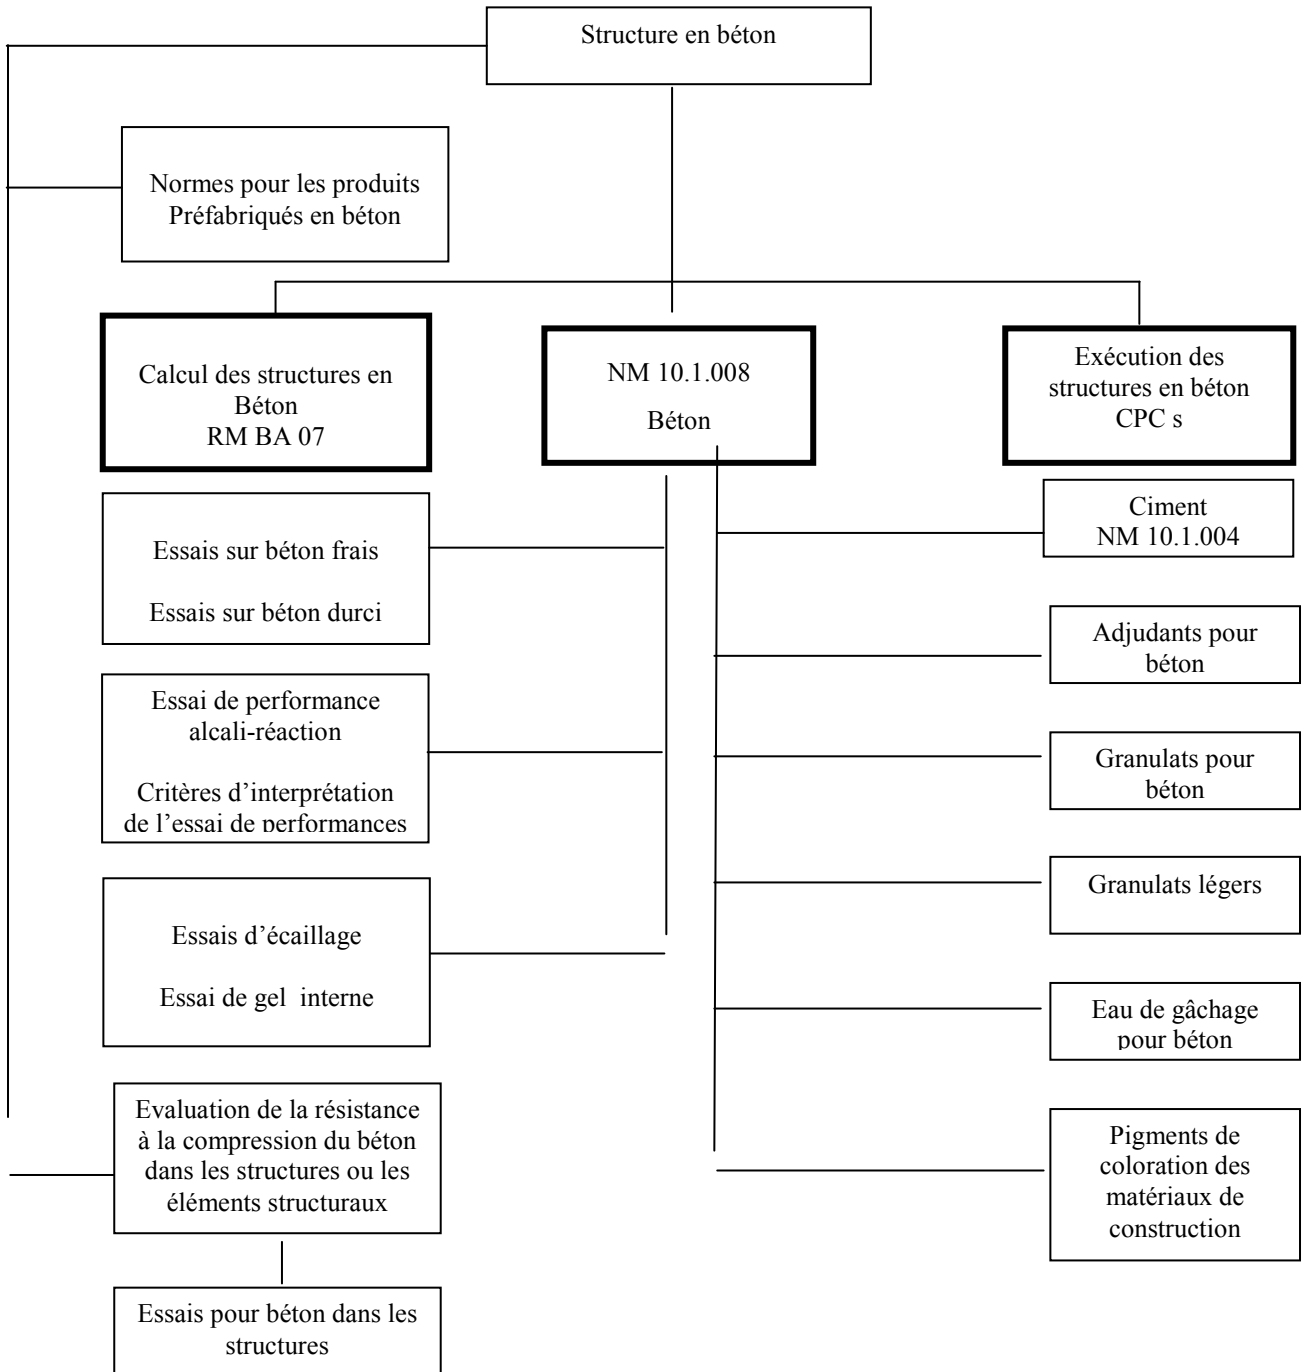 Structure en béton
Normes pour les produits
Préfabriqués en béton
Calcul des structures en
Béton
RM BA 07
NM 10.1.008
Béton
Exécution des
structures en béton
CPC s
Essais sur béton frais
Essais sur béton durci
Ciment
NM 10.1.004
Adjudants pour
béton
Essai de performance
alcali-réaction
Critères d'interprétation
de l'essai de performances
Granulats pour
béton
Granulats légers
Essais d'écaillage
Essai de gel interne
Eau de gâchage
pour béton
Evaluation de la résistance
à la compression du béton
dans les structures ou les
éléments structuraux
Pigments de
coloration des
matériaux de
construction
Essais pour béton dans les
structures